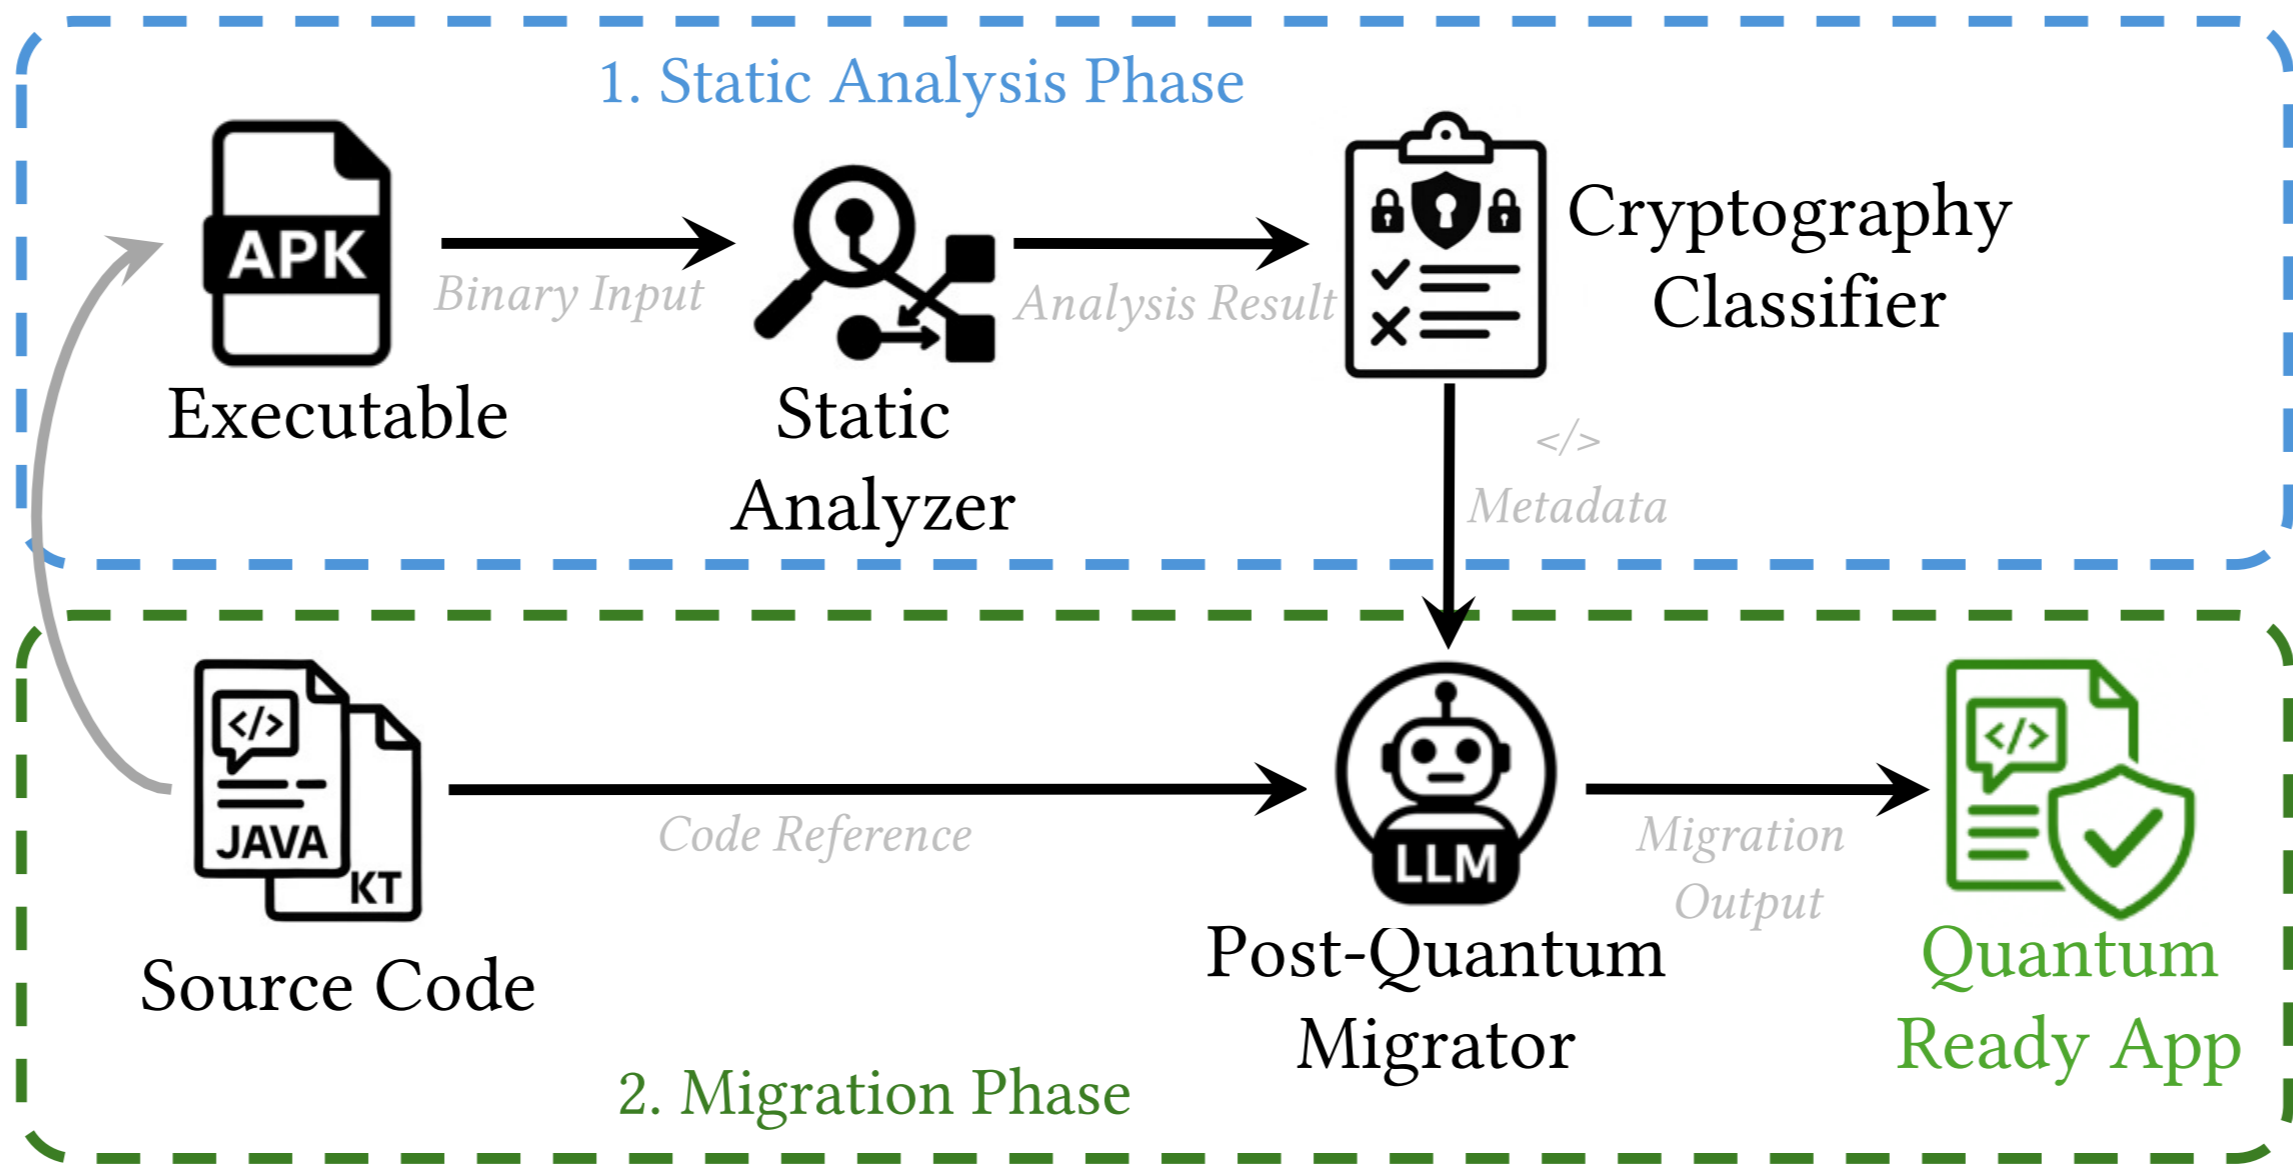 1. Static Analysis Phase
APK
Binary Input
Analysis Result
Cryptography
Classifier
Executable
Static
Analyzer
</>
Metadata
</>
JAVA
KT
Code Reference
LLM
Migration
Output
</>
Source Code
Post-Quantum
Migrator
Quantum
Ready App
2. Migration Phase